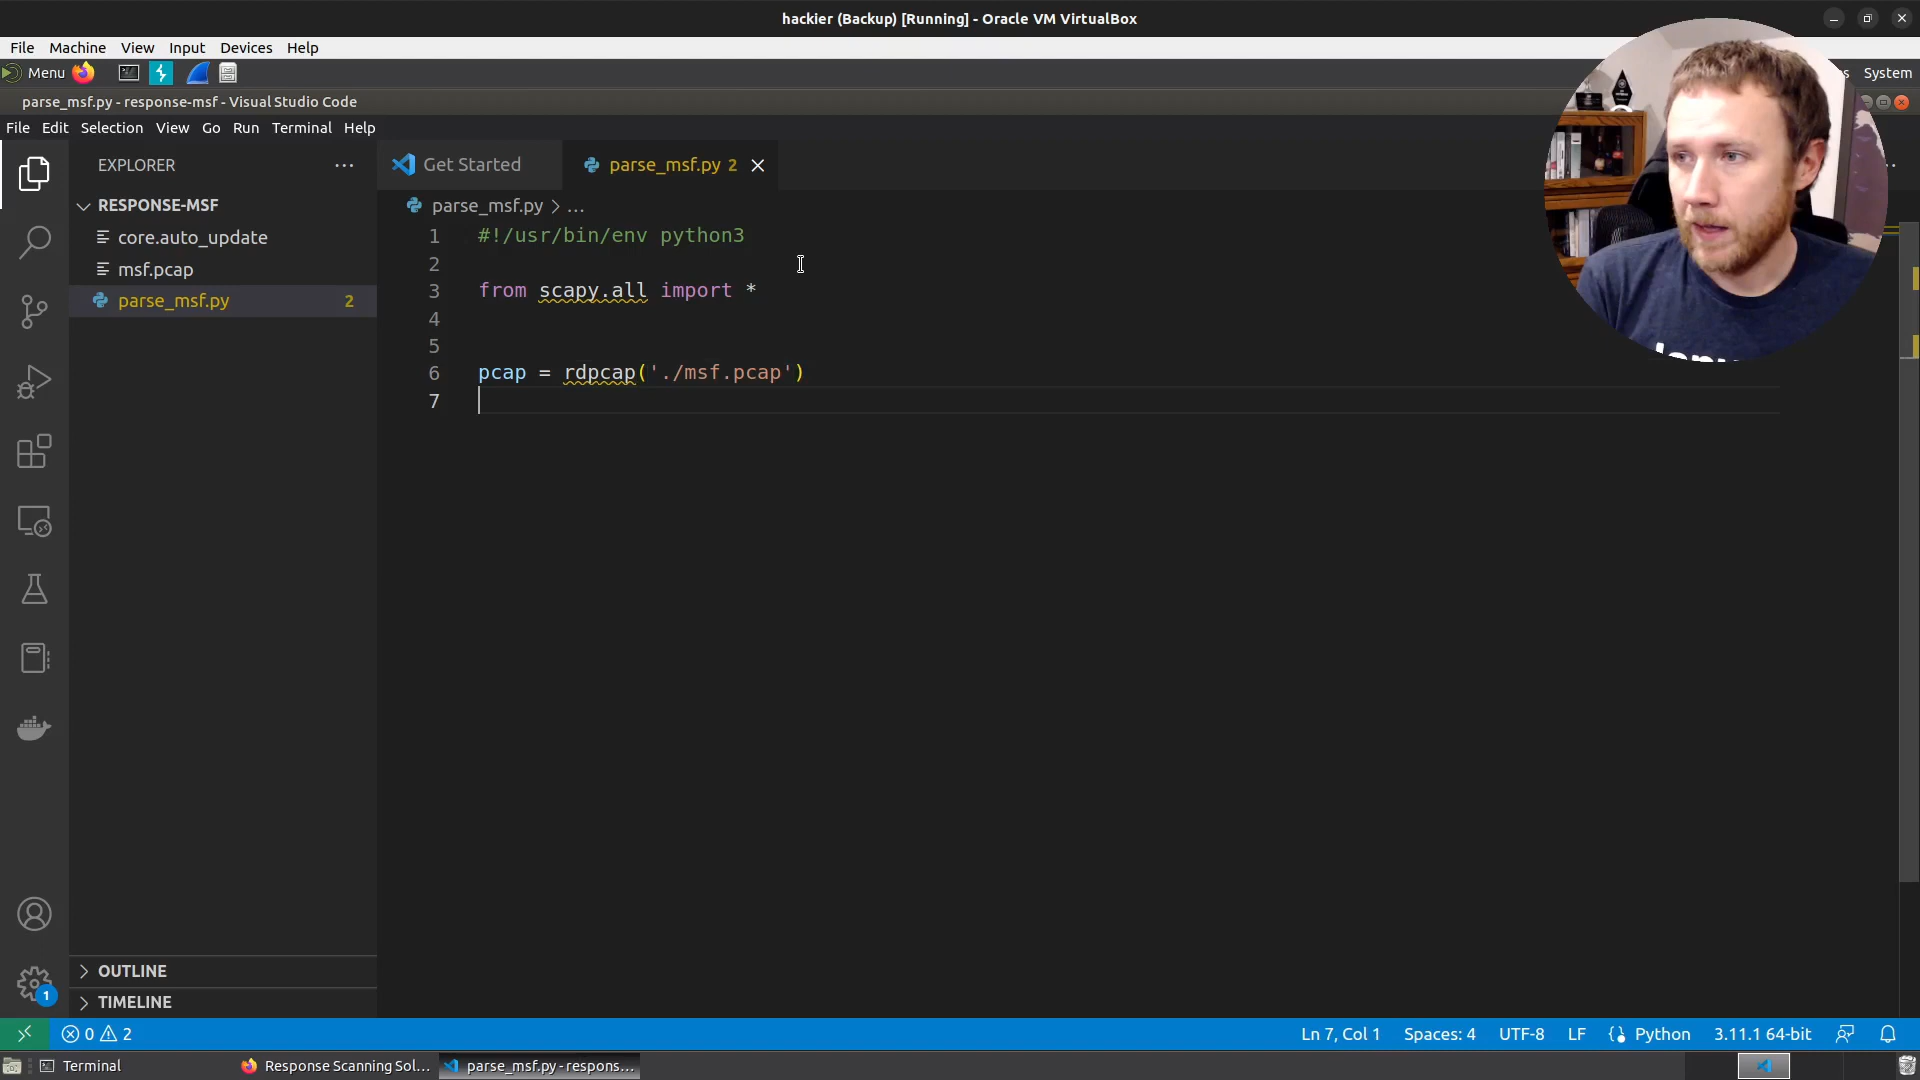 hackier (Backup) [Running] - Oracle VM VirtualBox
File Machine View Input Devices Help
Menu
System
parse_msf.py - response-msf - Visual Studio Code
File Edit Selection View Go Run Terminal Help
EXPLORER
Get Started
parse_msf.py 2
RESPONSE-MSF
parse_msf.py > ...
core.auto_update
msf.pcap
parse_msf.py 2
1 #!/usr/bin/env python3
2
3 from scapy.all import *
4
5
6 pcap = rdpcap('./msf.pcap')
7
OUTLINE
1
TIMELINE
0 2
Ln 7, Col 1 Spaces: 4 UTF-8 LF Python 3.11.1 64-bit
Terminal
Response Scanning Sol...
parse_msf.py - respons...